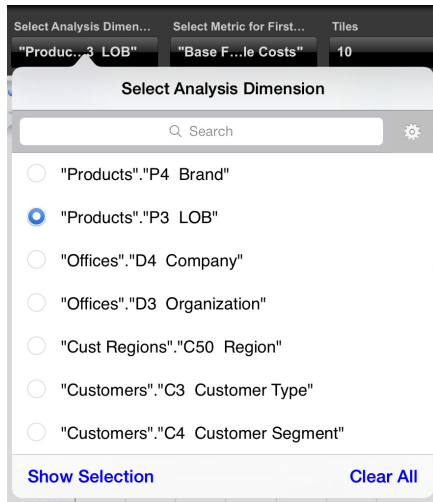 Select Analysis Dimen... Select Metric for First... Tiles
"Produc...3 LOB" "Base F...le Costs" 10
Select Analysis Dimension
Search
"Products"."P4 Brand"
"Products"."P3 LOB"
"Offices"."D4 Company"
"Offices"."D3 Organization"
"Cust Regions"."C50 Region"
"Customers"."C3 Customer Type"
"Customers"."C4 Customer Segment"
Show Selection Clear All